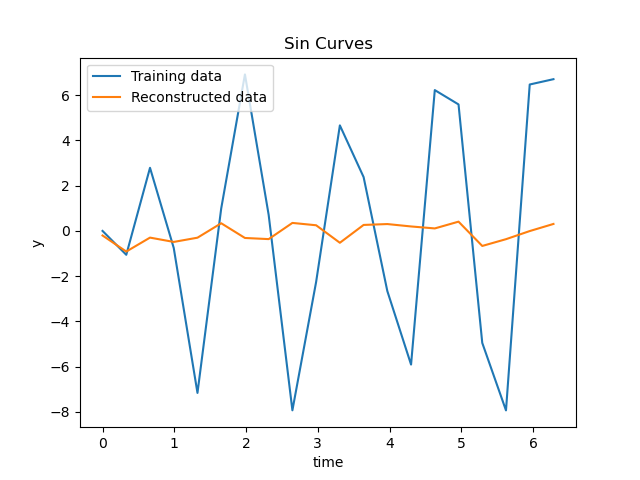 Sin Curves
Training data
Reconstructed data
6
4
2
0
−2
−4
−6
−8
y
0 1 2 3 4 5 6
time